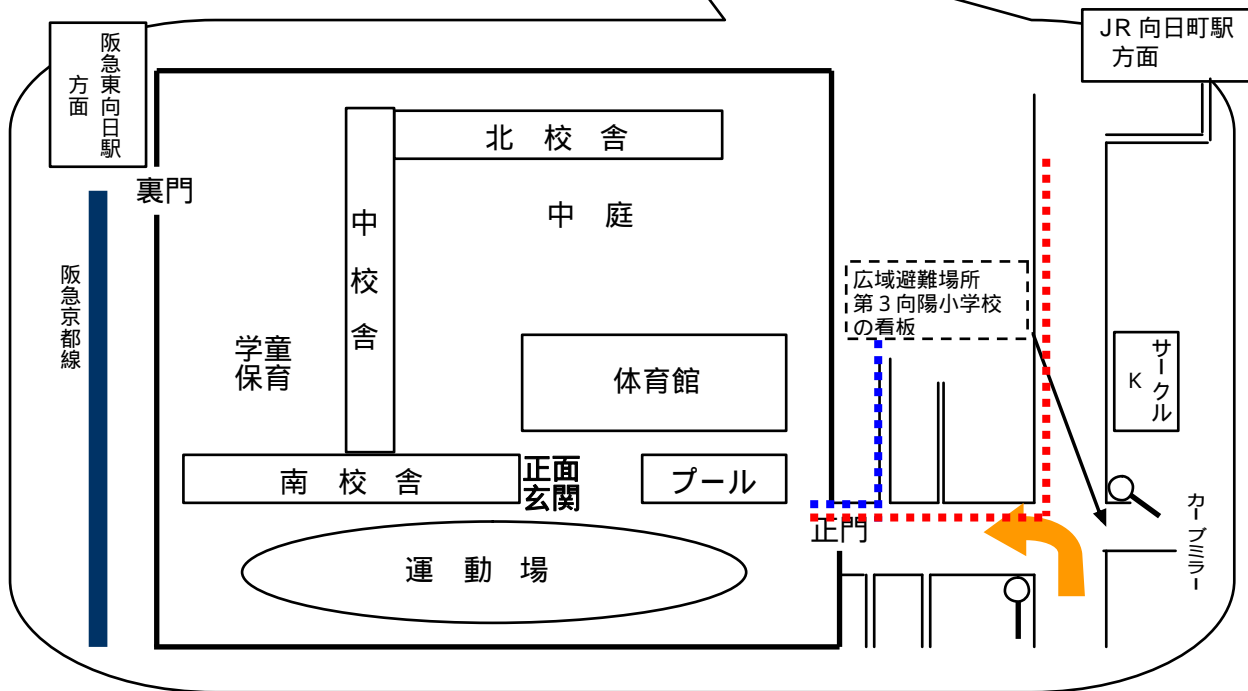 阪急東向日駅
方面
JR 向日町駅
方面
北 校 舎
裏門
中 校 舎
中 庭
阪急京都線
広域避難場所
第３向陽小学校
の看板
学童
保育
体育館
サークル
K
南 校 舎
正面
玄関
プール
正門
カーブミラー
運 動 場